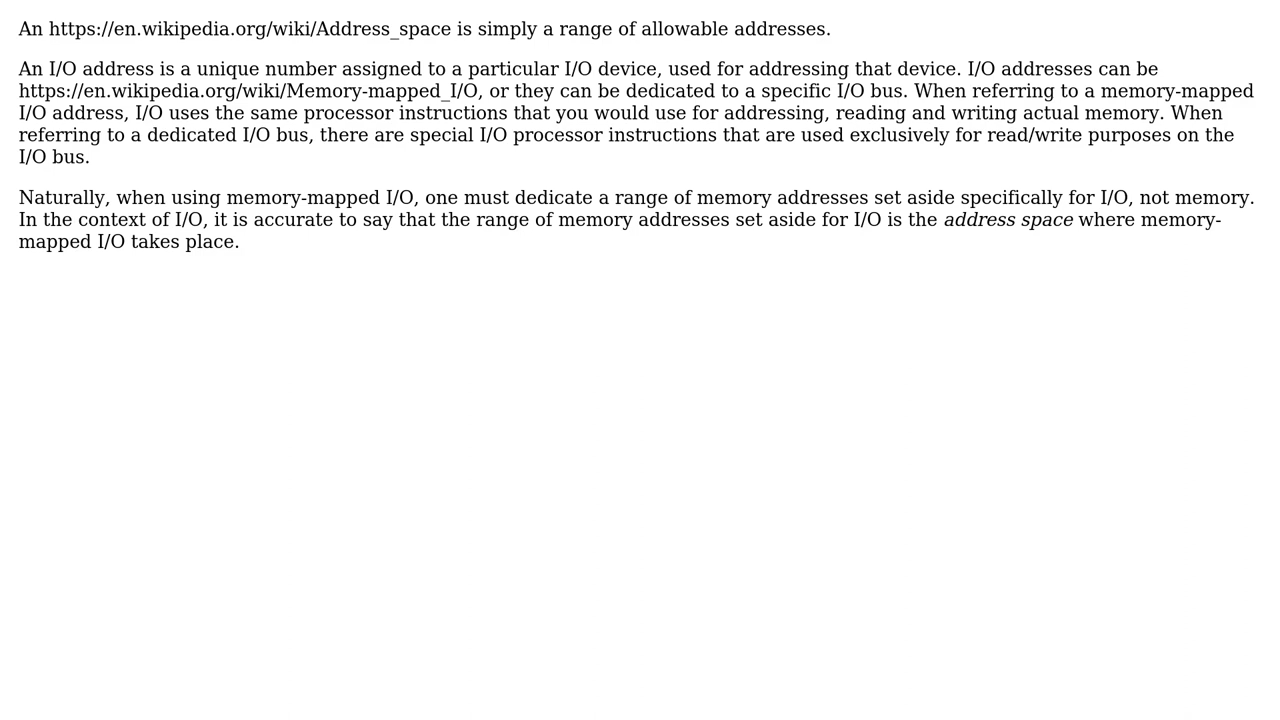 An https://en.wikipedia.org/wiki/Address_space is simply a range of allowable addresses.
An I/O address is a unique number assigned to a particular I/O device, used for addressing that device. I/O addresses can be
https://en.wikipedia.org/wiki/Memory-mapped_I/O, or they can be dedicated to a specific I/O bus. When referring to a memory-mapped
I/O address, I/O uses the same processor instructions that you would use for addressing, reading and writing actual memory. When
referring to a dedicated I/O bus, there are special I/O processor instructions that are used exclusively for read/write purposes on the
I/O bus.
Naturally, when using memory-mapped I/O, one must dedicate a range of memory addresses set aside specifically for I/O, not memory.
In the context of I/O, it is accurate to say that the range of memory addresses set aside for I/O is the address space where memory-
mapped I/O takes place.